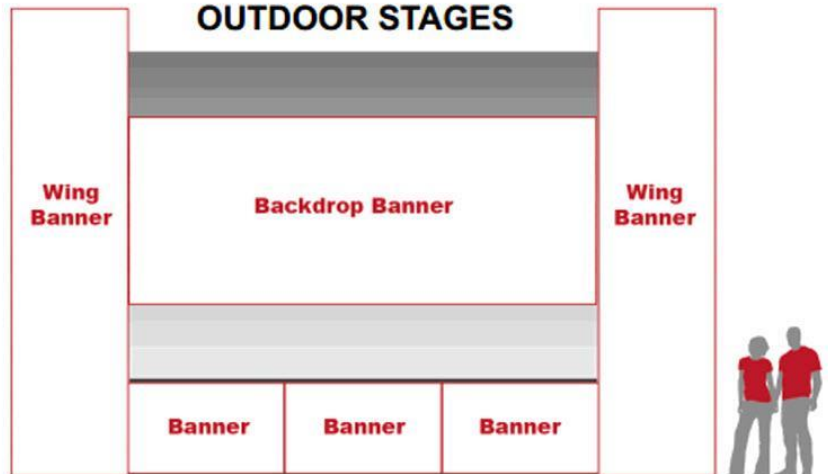 OUTDOOR STAGES
Wing
Banner
Backdrop Banner
Wing
Banner
Banner
Banner
Banner